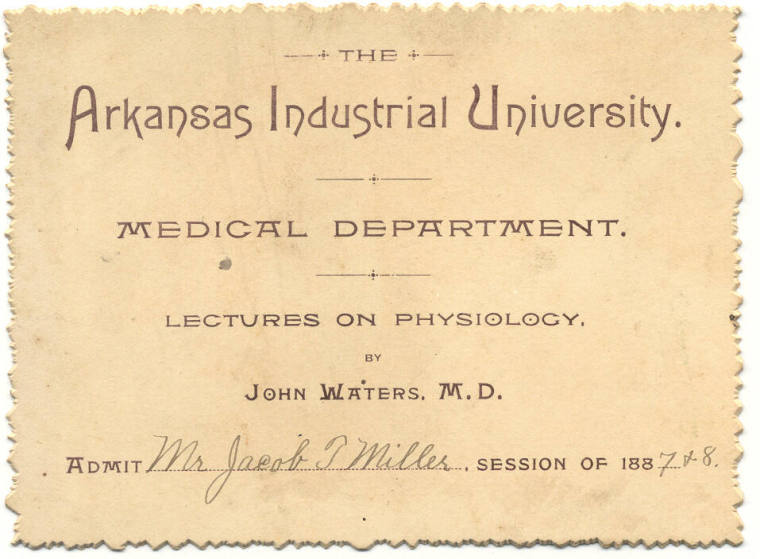 THE
Arkansas Industrial University.
MEDICAL DEPARTMENT.
LECTURES ON PHYSIOLOGY,
BY
JOHN WATERS, M.D.
ADMIT Mr Jacob T Miller, SESSION OF 1887 & 8.